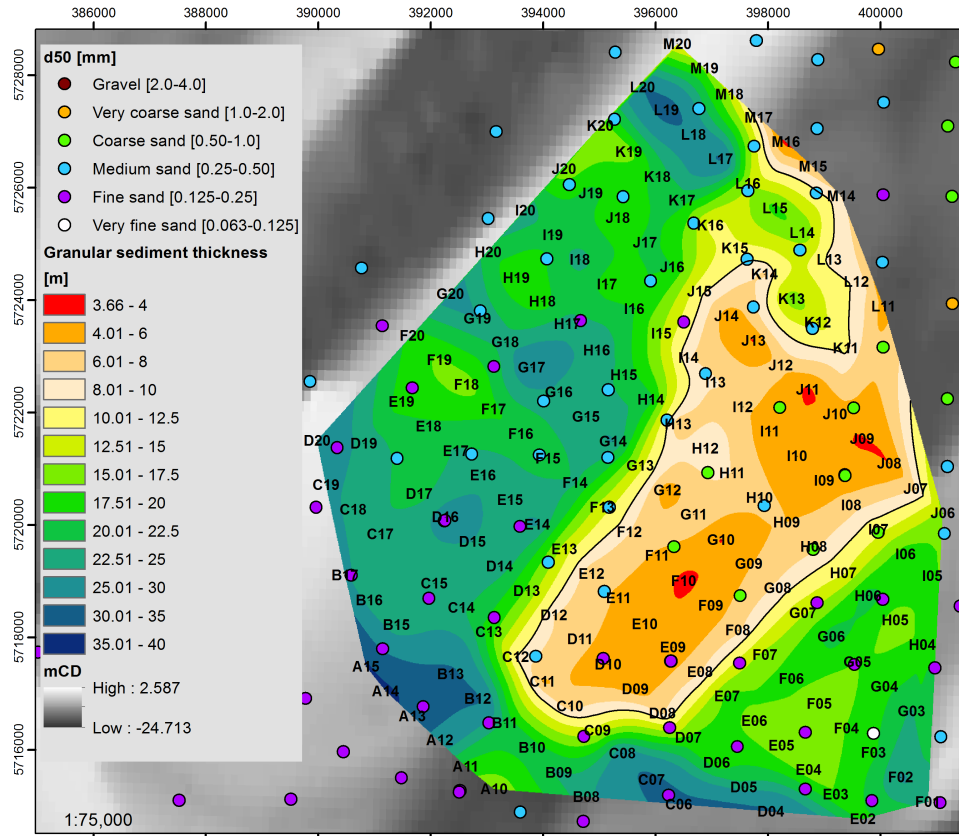 386000 388000 390000 392000 394000 396000 398000 400000
5728000
5726000
5724000
5722000
5720000
5718000
5716000
d50 [mm]
Gravel [2.0-4.0]
Very coarse sand [1.0-2.0]
Coarse sand [0.50-1.0]
Medium sand [0.25-0.50]
Fine sand [0.125-0.25]
Very fine sand [0.063-0.125]
Granular sediment thickness
[m]
3.66 - 4
4.01 - 6
6.01 - 8
8.01 - 10
10.01 - 12.5
12.51 - 15
15.01 - 17.5
17.51 - 20
20.01 - 22.5
22.51 - 25
25.01 - 30
30.01 - 35
35.01 - 40
mCD
High : 2.587
Low : -24.713
1:75,000
M20
M19
L20 M18
L19 M17
K20 L18 M16
K19 L17 M15
J20 K18 L16 M14
J19 K17 L15
I20 J18 K16 L14
I19 J17 K15 L13
H20 I18 J16 K14 L12
H19 I17 J15 K13 L11
G20 H18 I16 J14 K12
G19 H17 I15 J13 K11
F20 G18 H16 I14 J12
F19 G17 H15 I13 J11
F18 G16 H14 I12 J10
E19 F17 G15 H13 I11 J09
E18 F16 G14 H12 I10 J08
D20 D19 E17 F15 G13 H11 I09 J07
C19 D17 E16 F14 G12 H10 I08 J06
C18 D16 E15 F13 G11 H09 I07
C17 D15 E14 F12 G10 H08 I06
B17 D14 E13 F11 G09 H07 I05
B16 C15 D13 E12 F10 G08 H06
B15 C14 D12 E11 F09 G07 H05
C13 D11 E10 F08 G06 H04
A15 C12 D10 E09 F07 G05
A14 B13 C11 D09 E08 F06 G04
A13 B12 C10 D08 E07 F05 G03
A12 B11 C09 D07 E06 F04
A11 B10 C08 D06 E05 F03
A10 B09 C07 D05 E04 F02
B08 C06 D04 E03 F01
E02